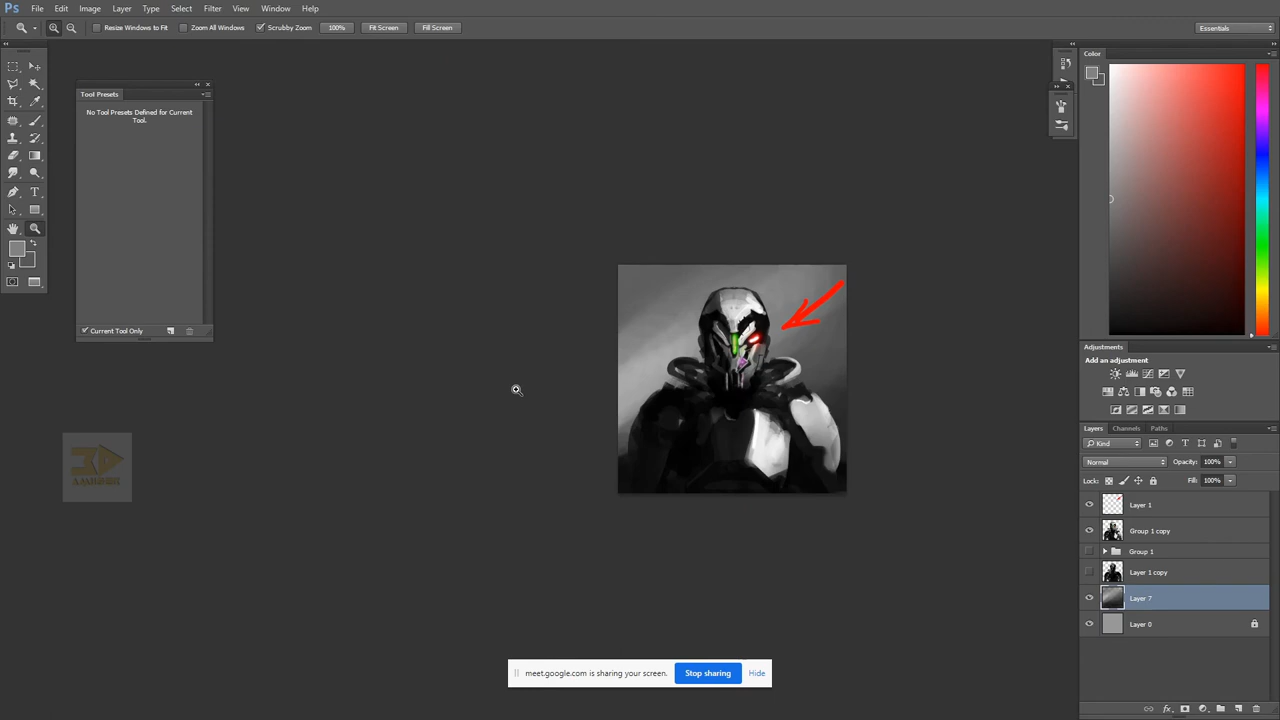 Ps File Edit Image Layer Type Select Filter View Window Help
Resize Windows to Fit Zoom All Windows Scrubby Zoom 100% Fit Screen Fill Screen Essentials
Color
Tool Presets
No Tool Presets Defined for Current
Tool.
Current Tool Only
Adjustments
Add an adjustment
Layers Channels Paths
Kind
Normal Opacity: 100%
Lock: Fill: 100%
Layer 1
Group 1 copy
Group 1
Layer 1 copy
Layer 7
Layer 0
meet.google.com is sharing your screen. Stop sharing Hide